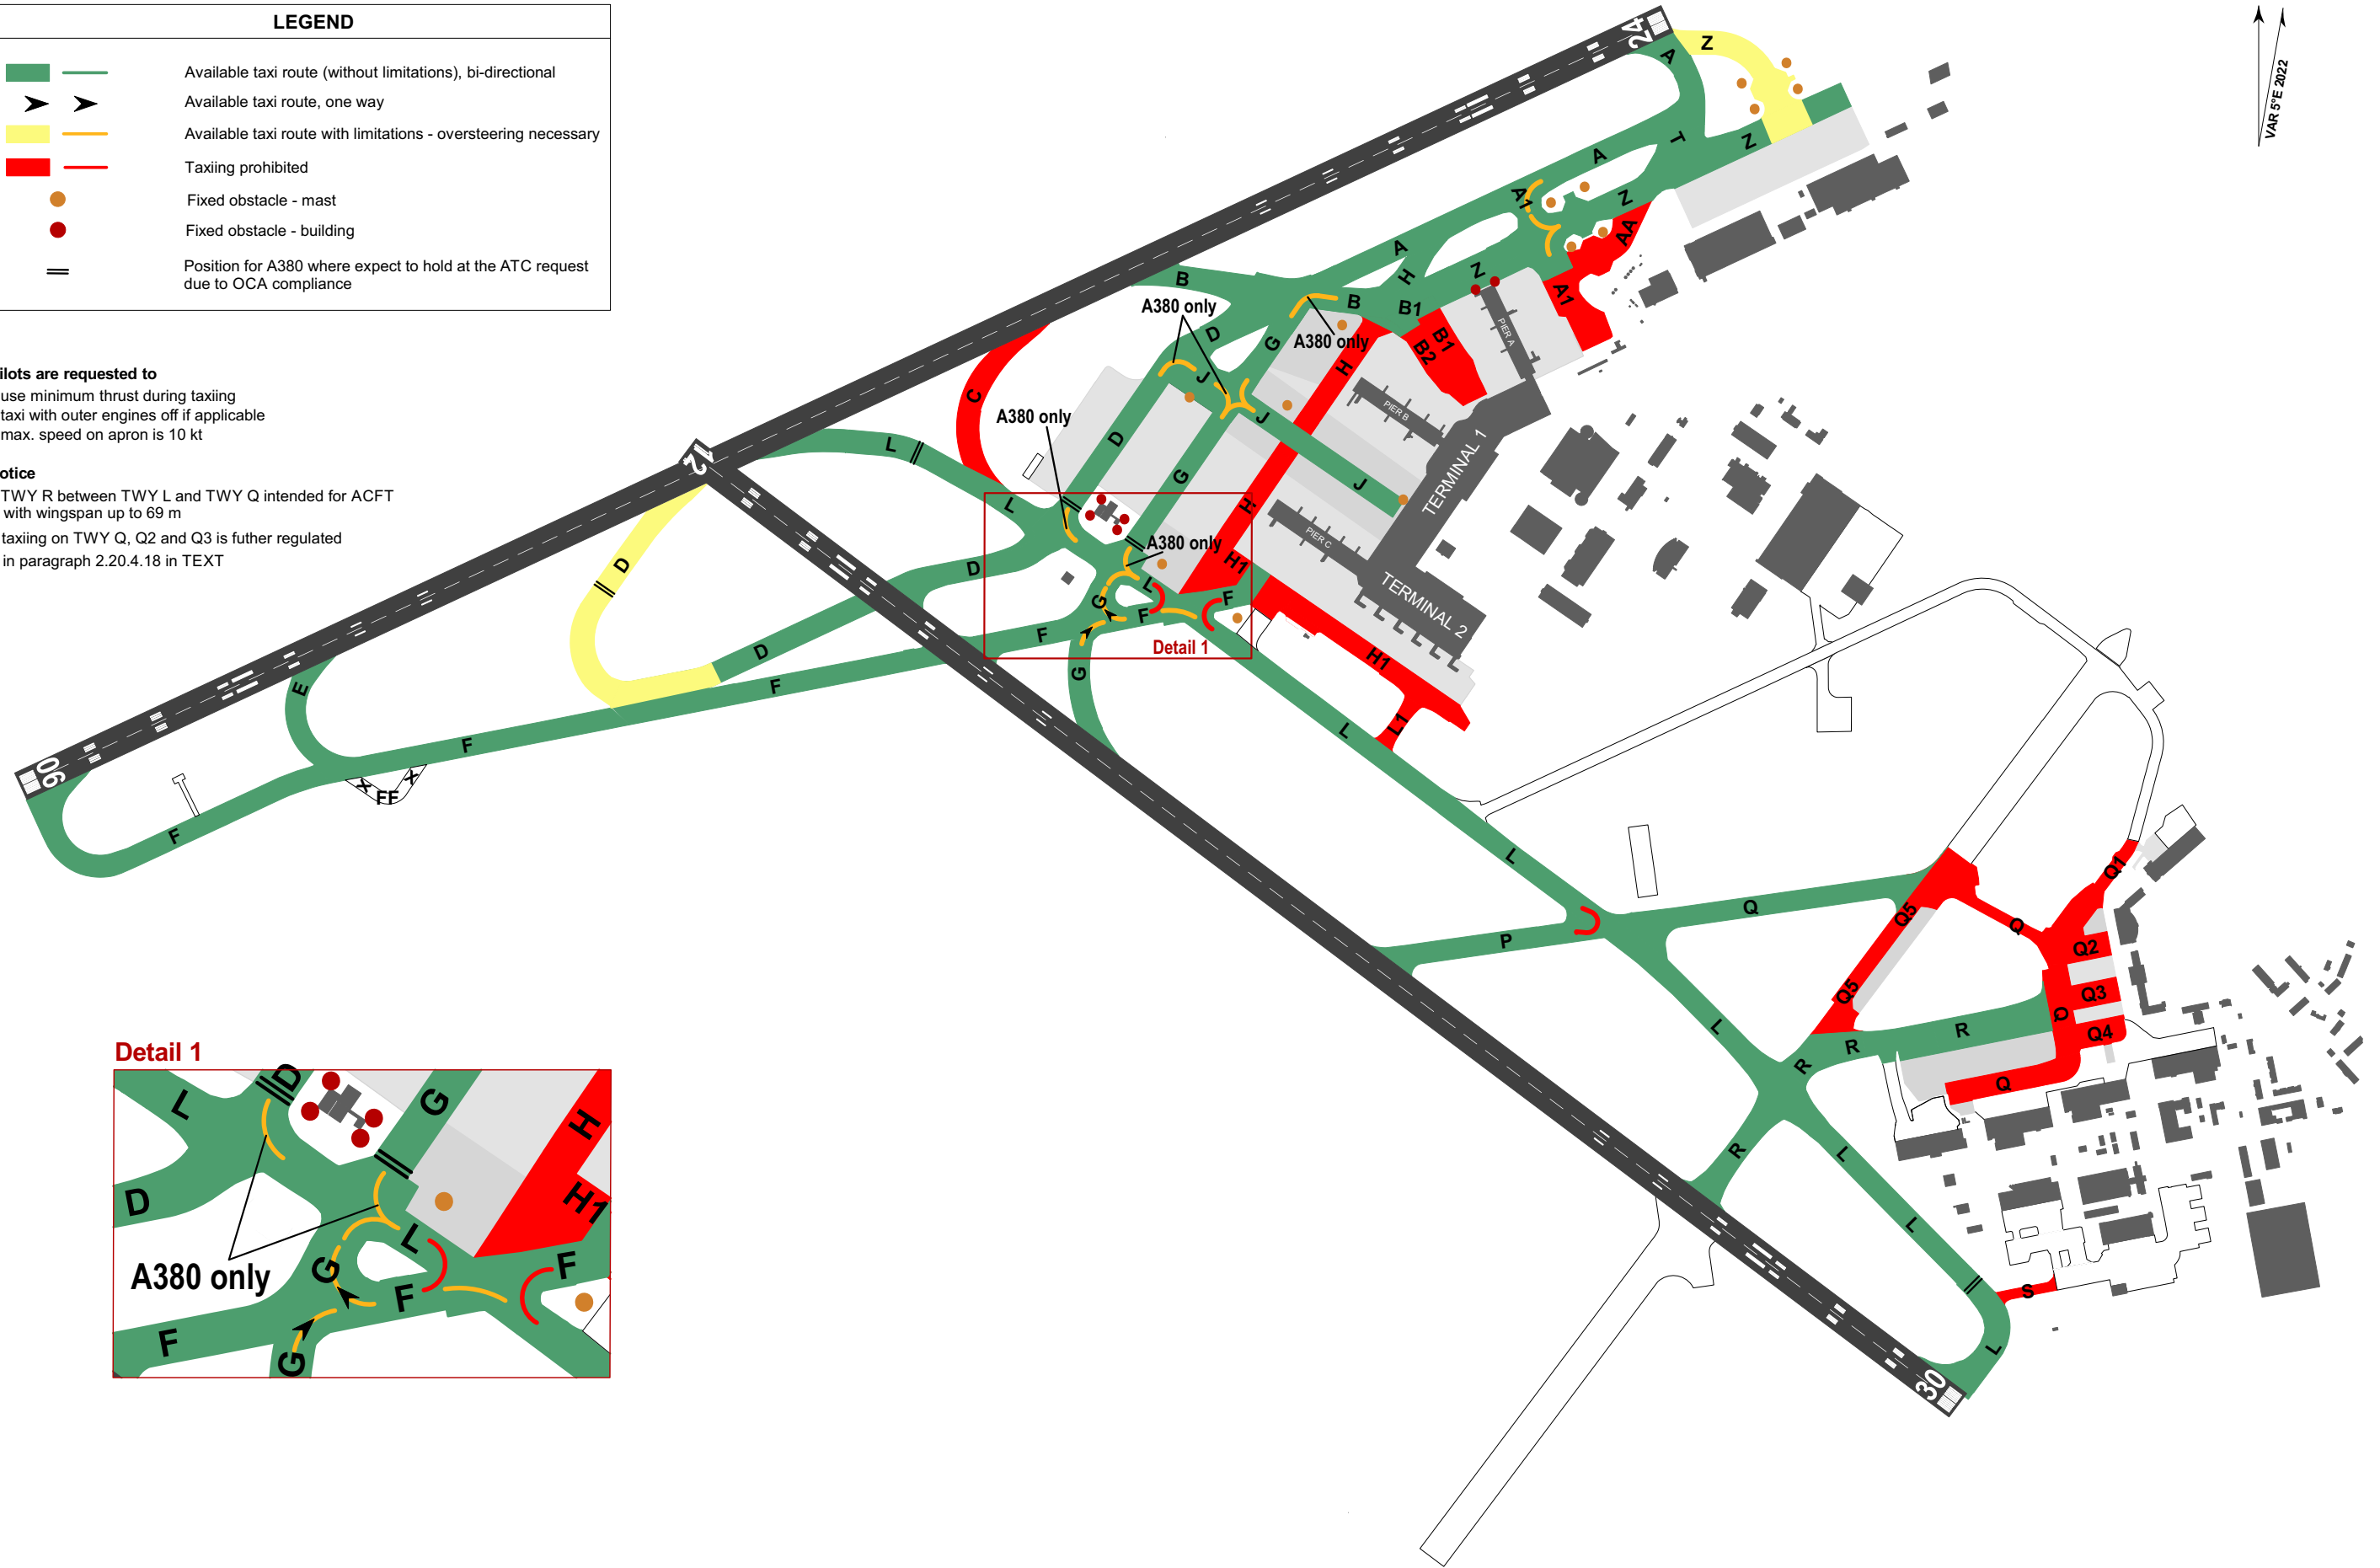 LEGEND
Available taxi route (without limitations), bi-directional
Available taxi route, one way
Available taxi route with limitations - oversteering necessary
Taxiing prohibited
Fixed obstacle - mast
Fixed obstacle - building
Position for A380 where expect to hold at the ATC request
due to OCA compliance
ilots are requested to
use minimum thrust during taxiing
taxi with outer engines off if applicable
max. speed on apron is 10 kt
otice
TWY R between TWY L and TWY Q intended for ACFT
with wingspan up to 69 m
taxiing on TWY Q, Q2 and Q3 is futher regulated
in paragraph 2.20.4.18 in TEXT
VAR 5°E 2022
24
Z
A
T
Z
A
A1
Z
AA
A
H
Z
B
B
B1
A1
A380 only
D
G
A380 only
B1
B2
PIER A
H
J
C
A380 only
J
PIER B
D
L
12
G
J
TERMINAL 1
L
H
PIER C
A380 only
D
D
H1
L
TERMINAL 2
G
F
F
F
Detail 1
D
H1
G
E
F
L
L1
F
06
X
X
FF
F
L
Q1
Q
Q5
Q
P
Q2
Q5
Q3
Q
L
R
Q4
R
R
Q
R
L
L
S
L
30
Detail 1
D
L
G
H
D
H1
L
G
F
A380 only
F
F
G